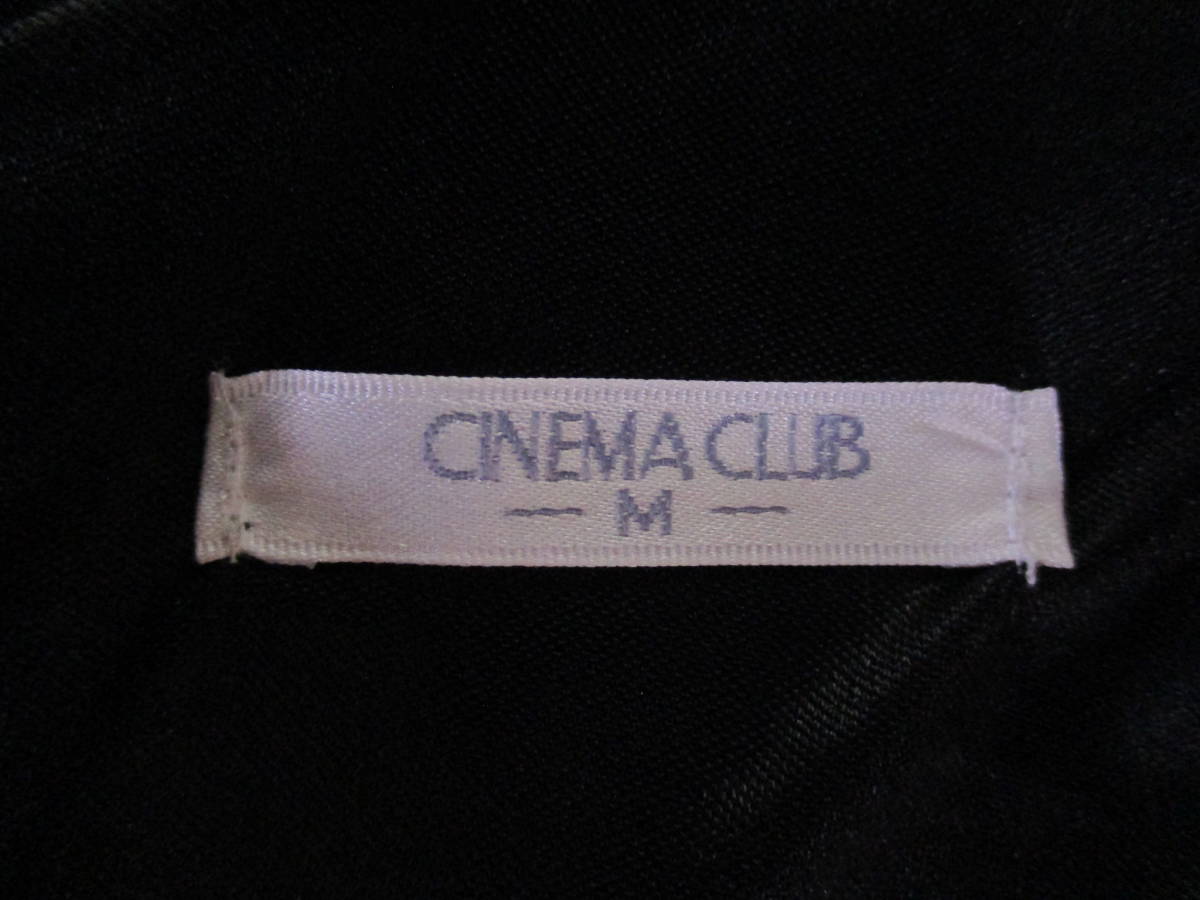 CINEMA CLUB
— M —